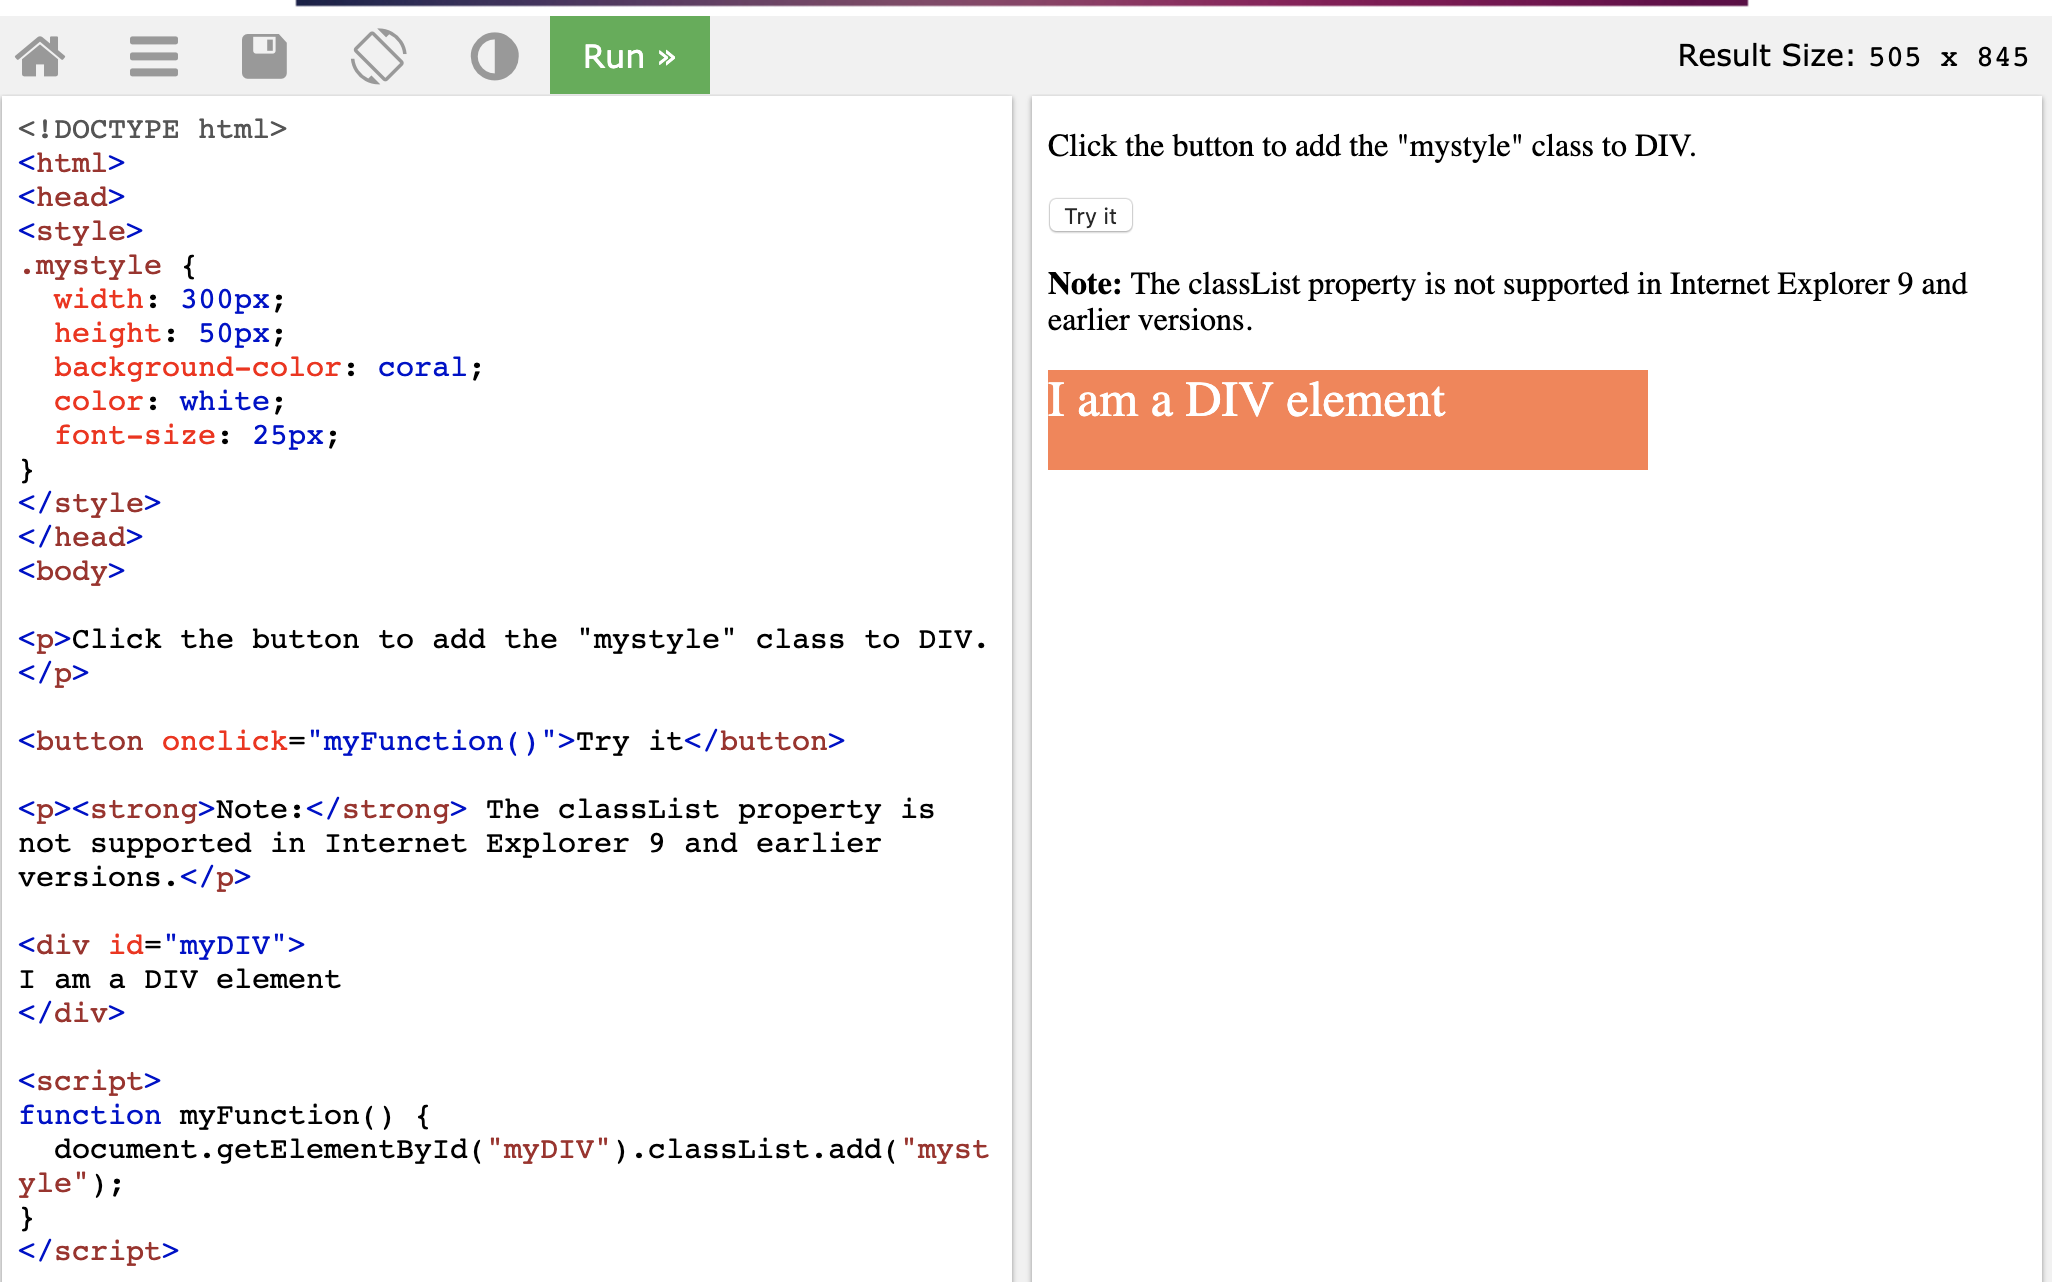 Run »
Result Size: 505 x 845
<!DOCTYPE html>
<html>
<head>
<style>
.mystyle {
  width: 300px;
  height: 50px;
  background-color: coral;
  color: white;
  font-size: 25px;
}
</style>
</head>
<body>
<p>Click the button to add the "mystyle" class to DIV.
</p>
<button onclick="myFunction()">Try it</button>
<p><strong>Note:</strong> The classList property is
not supported in Internet Explorer 9 and earlier
versions.</p>
<div id="myDIV">
I am a DIV element
</div>
<script>
function myFunction() {
  document.getElementById("myDIV").classList.add("myst
yle");
}
</script>
Click the button to add the "mystyle" class to DIV.
Try it
Note: The classList property is not supported in Internet Explorer 9 and
earlier versions.
I am a DIV element